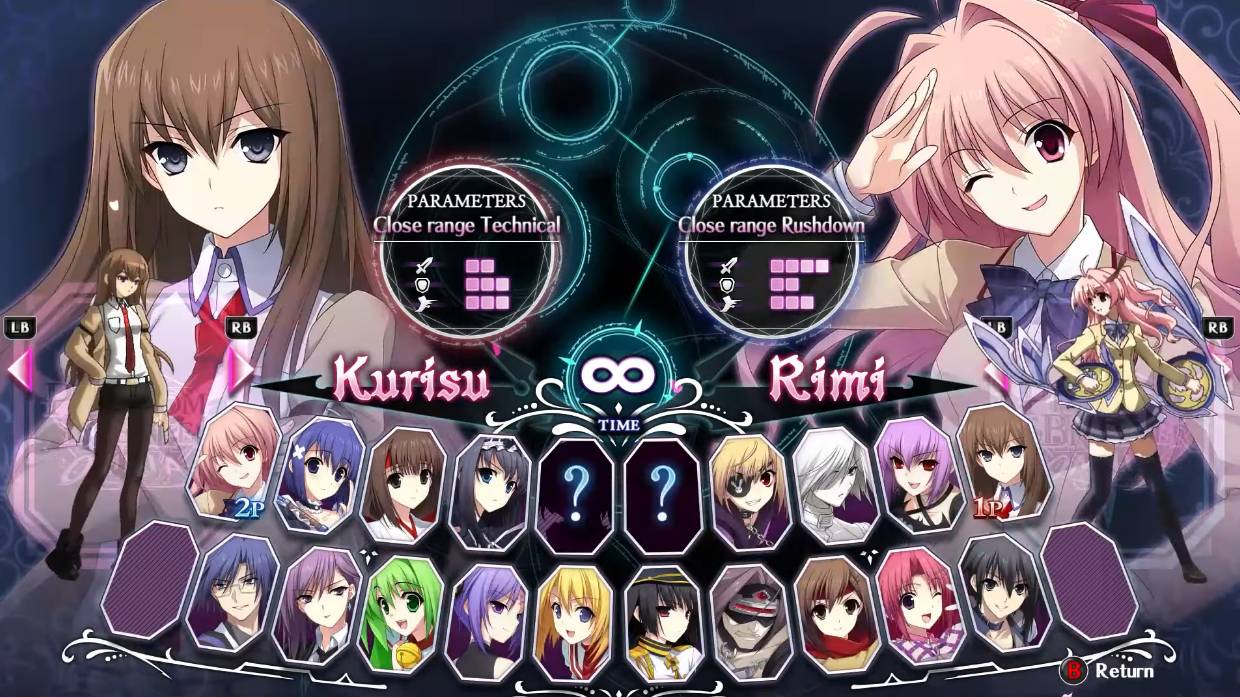 PARAMETERS
Close range Technical
PARAMETERS
Close range Rushdown
LB
RB
LB
RB
Kurisu
∞
Rimi
TIME
?
?
2P
1P
B Return